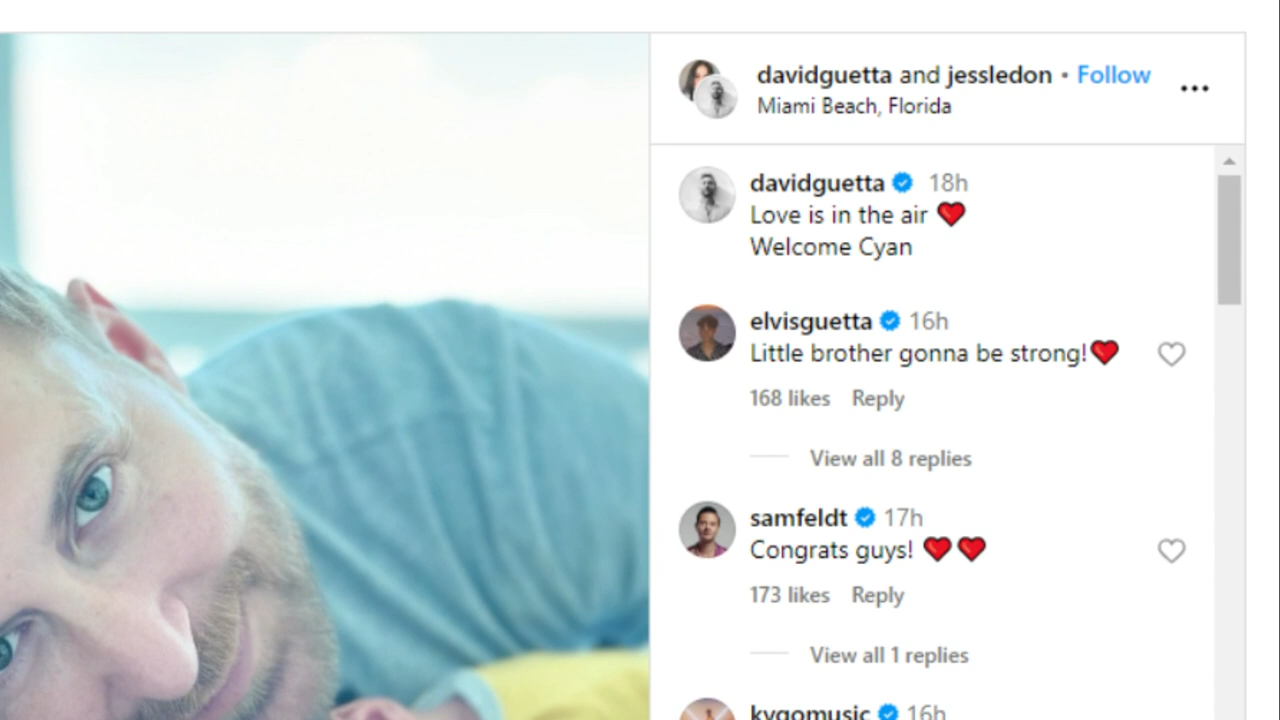 davidguetta and jessledon • Follow
Miami Beach, Florida
davidguetta 18h
Love is in the air ❤️
Welcome Cyan
elvisguetta 16h
Little brother gonna be strong!❤️
168 likes Reply
View all 8 replies
samfeldt 17h
Congrats guys! ❤️❤️
173 likes Reply
View all 1 replies
kygomusic 16h